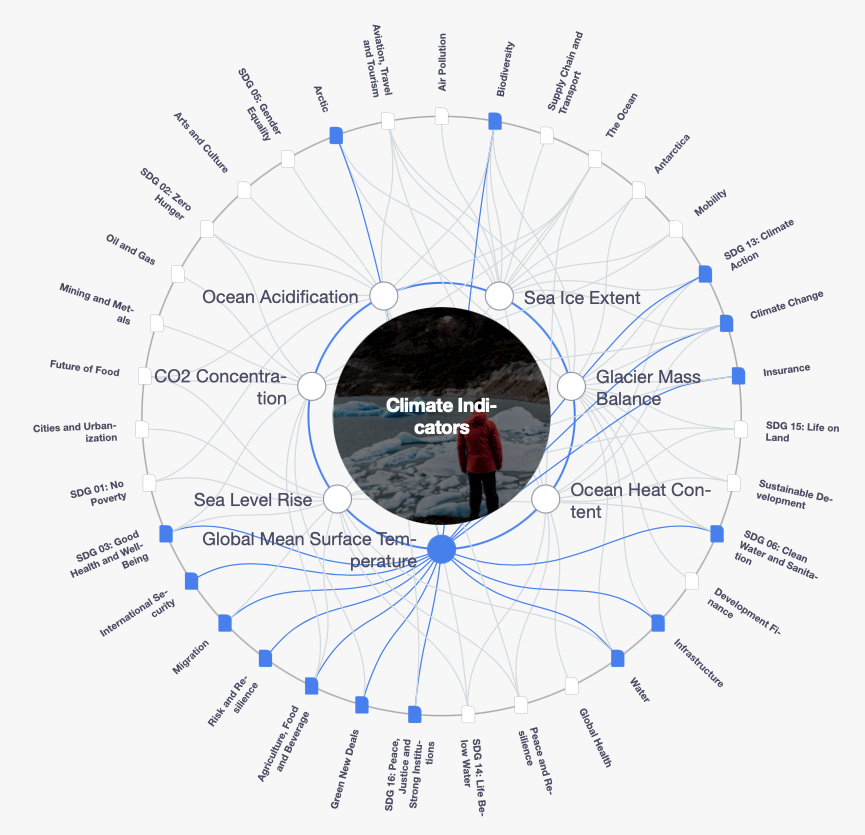 Aviation, Travel
and Tourism
Air Pollution
Biodiversity
Supply Chain and
Transport
The Ocean
Antarctica
Mobility
SDG 13: Climate
Action
Climate Change
Insurance
SDG 15: Life on
Land
Sustainable De-
velopment
SDG 06: Clean
Water and Sanita-
tion
Development Fi-
nance
Infrastructure
Water
Global Health
Peace and Re-
silience
SDG 14: Life Be-
low Water
SDG 16: Peace,
Justice and
Strong Institu-
tions
Green New Deals
Agriculture, Food
and Beverage
Risk and Re-
silience
Migration
International Se-
curity
SDG 03: Good
Health and Well-
Being
SDG 01: No
Poverty
Cities and Urban-
ization
Future of Food
Mining and Met-
als
Oil and Gas
SDG 02: Zero
Hunger
Arts and Culture
SDG 05: Gender
Equality
Arctic
Ocean Acidification
Sea Ice Extent
CO2 Concentra-
tion
Glacier Mass
Balance
Climate Indi-
cators
Sea Level Rise
Ocean Heat Con-
tent
Global Mean Surface Tem-
perature